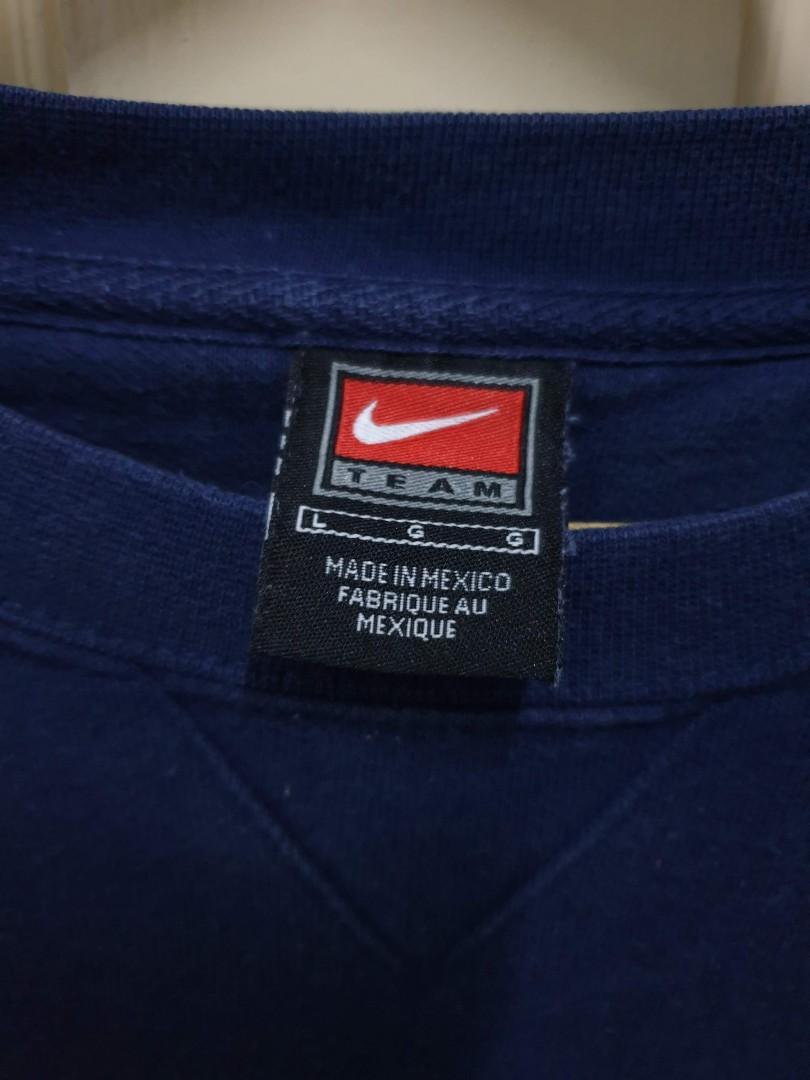 TEAM
L G G
MADE IN MEXICO
FABRIQUE AU
MEXIQUE